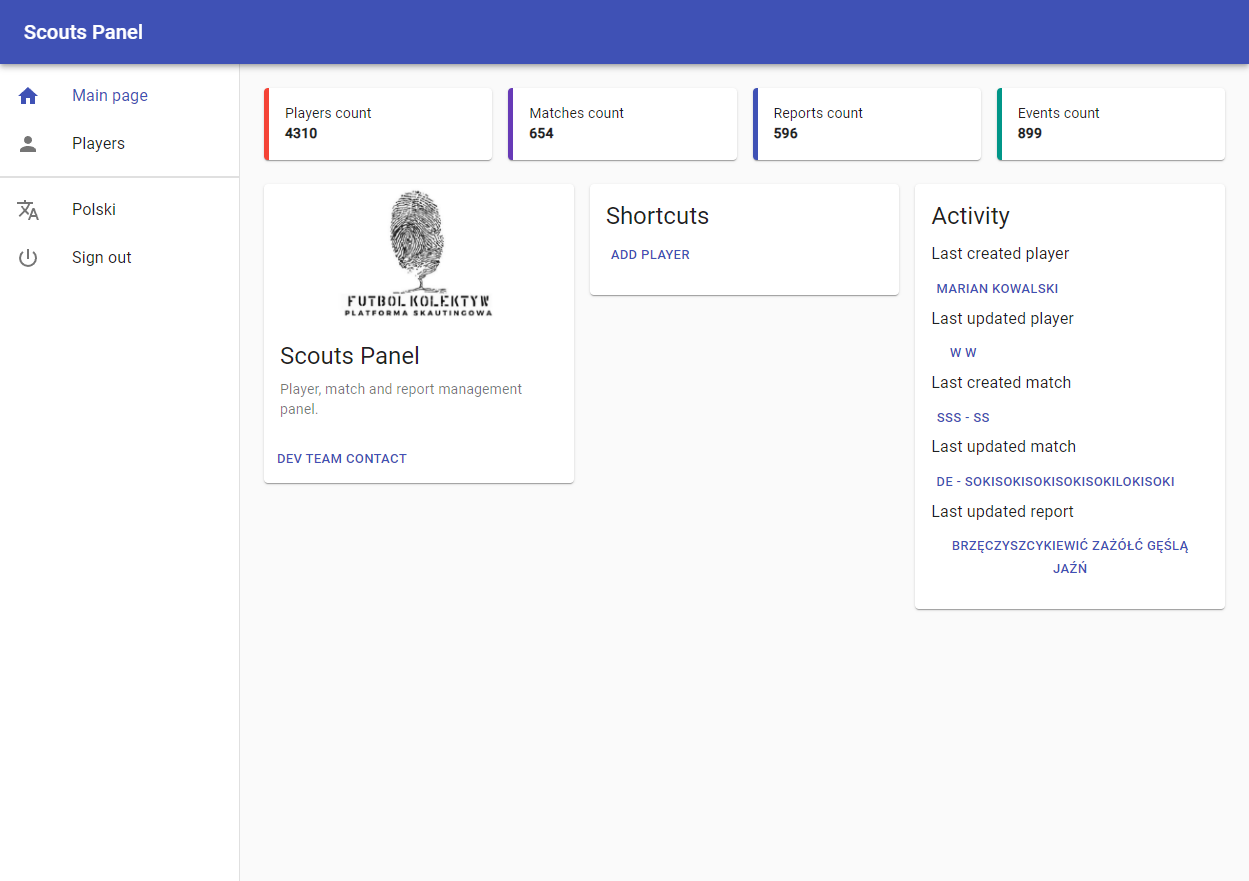 Scouts Panel
Main page
Players
Polski
Sign out
Players count
4310
Matches count
654
Reports count
596
Events count
899
FUTBOL KOLEKTYW
PLATFORMA SKAUTINGOWA
Scouts Panel
Player, match and report management
panel.
DEV TEAM CONTACT
Shortcuts
ADD PLAYER
Activity
Last created player
MARIAN KOWALSKI
Last updated player
W W
Last created match
SSS - SS
Last updated match
DE - SOKISOKISOKISOKISOKILOKISOKI
Last updated report
BRZĘCZYSZCYKIEWIĆ ZAŻÓŁĆ GĘŚLĄ
JAŹŃ